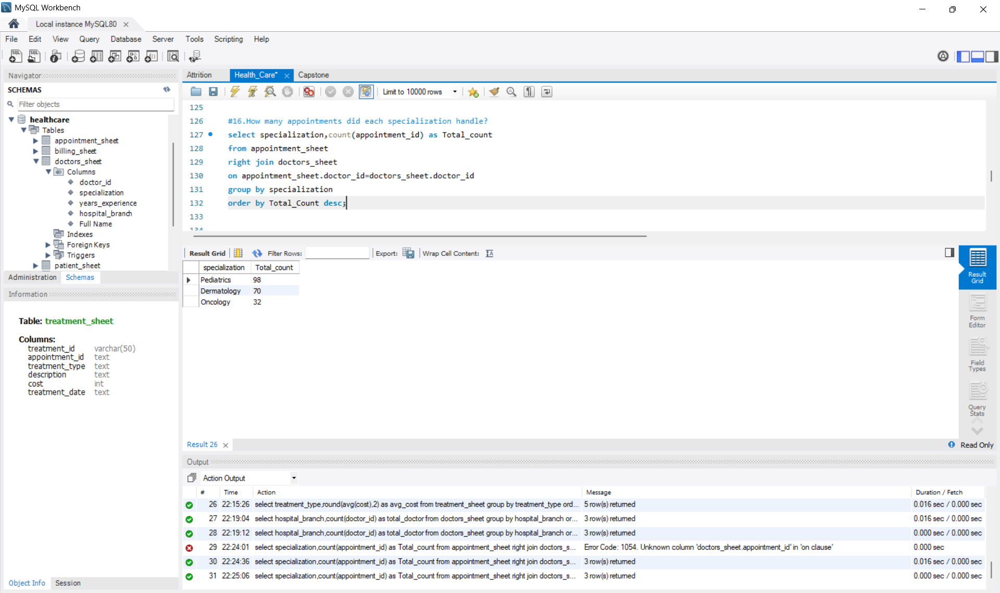 MySQL Workbench
Local instance MySQL80
File Edit View Query Database Server Tools Scripting Help
Navigator
SCHEMAS
Filter objects
healthcare
Tables
appointment_sheet
billing_sheet
doctors_sheet
Columns
doctor_id
specialization
years_experience
hospital_branch
Full Name
Indexes
Foreign Keys
Triggers
patient_sheet
Administration Schemas
Information
Table: treatment_sheet
Columns:
treatment_id varchar(50)
appointment_id text
treatment_type text
description text
cost int
treatment_date text
Object Info Session
Attrition Health_Care* Capstone
Limit to 10000 rows
125
126 #16.How many appointments did each specialization handle?
127 select specialization,count(appointment_id) as Total_count
128 from appointment_sheet
129 right join doctors_sheet
130 on appointment_sheet.doctor_id=doctors_sheet.doctor_id
131 group by specialization
132 order by Total_Count desc;
133
134
Result Grid Filter Rows: Export: Wrap Cell Content:
specialization Total_count
Pediatrics 98
Dermatology 70
Oncology 32
Result Grid
Form Editor
Field Types
Query Stats
Result 26
Read Only
Output
Action Output
# Time Action Message Duration / Fetch
26 22:15:26 select treatment_type,round(avg(cost),2) as avg_cost from treatment_sheet group by treatment_type ord... 5 row(s) returned 0.016 sec / 0.000 sec
27 22:19:04 select hospital_branch,count(doctor_id) as total_doctor from doctors_sheet group by hospital_branch or... 3 row(s) returned 0.016 sec / 0.000 sec
28 22:19:12 select hospital_branch,count(doctor_id) as total_doctor from doctors_sheet group by hospital_branch or... 3 row(s) returned 0.000 sec / 0.000 sec
29 22:24:01 select specialization,count(appointment_id) as Total_count from appointment_sheet right join doctors_s... Error Code: 1054. Unknown column 'doctors_sheet.appointment_id' in 'on clause' 0.000 sec
30 22:24:36 select specialization,count(appointment_id) as Total_count from appointment_sheet right join doctors_s... 3 row(s) returned 0.016 sec / 0.000 sec
31 22:25:06 select specialization,count(appointment_id) as Total_count from appointment_sheet right join doctors_s... 3 row(s) returned 0.000 sec / 0.000 sec